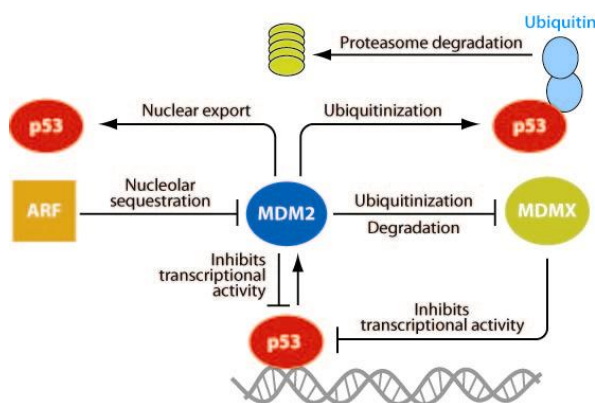 Ubiquitin
Proteasome degradation
p53
Nuclear export
Ubiquitinization
p53
ARF
Nucleolar
sequestration
MDM2
Ubiquitinization
Degradation
MDMX
Inhibits
transcriptional
activity
Inhibits
transcriptional activity
p53